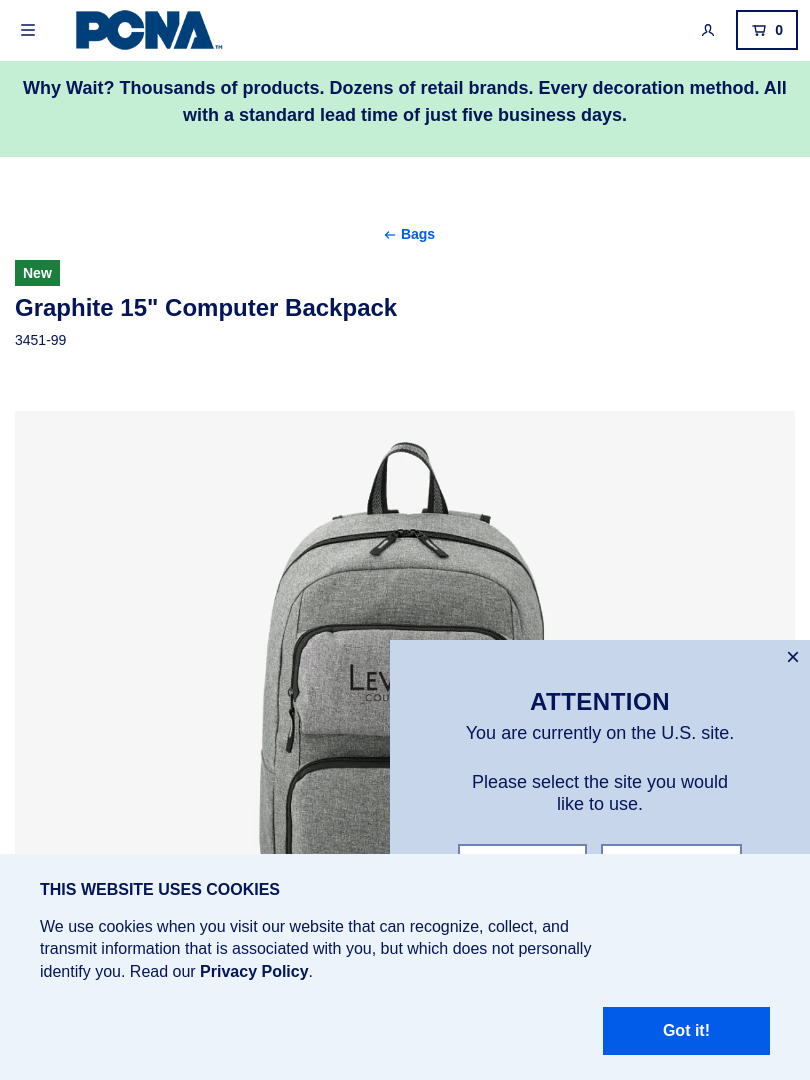 PCNA™
0
Why Wait? Thousands of products. Dozens of retail brands. Every decoration method. All
with a standard lead time of just five business days.
← Bags
New
Graphite 15" Computer Backpack
3451-99
ATTENTION
You are currently on the U.S. site.
Please select the site you would
like to use.
THIS WEBSITE USES COOKIES
We use cookies when you visit our website that can recognize, collect, and
transmit information that is associated with you, but which does not personally
identify you. Read our Privacy Policy.
Got it!